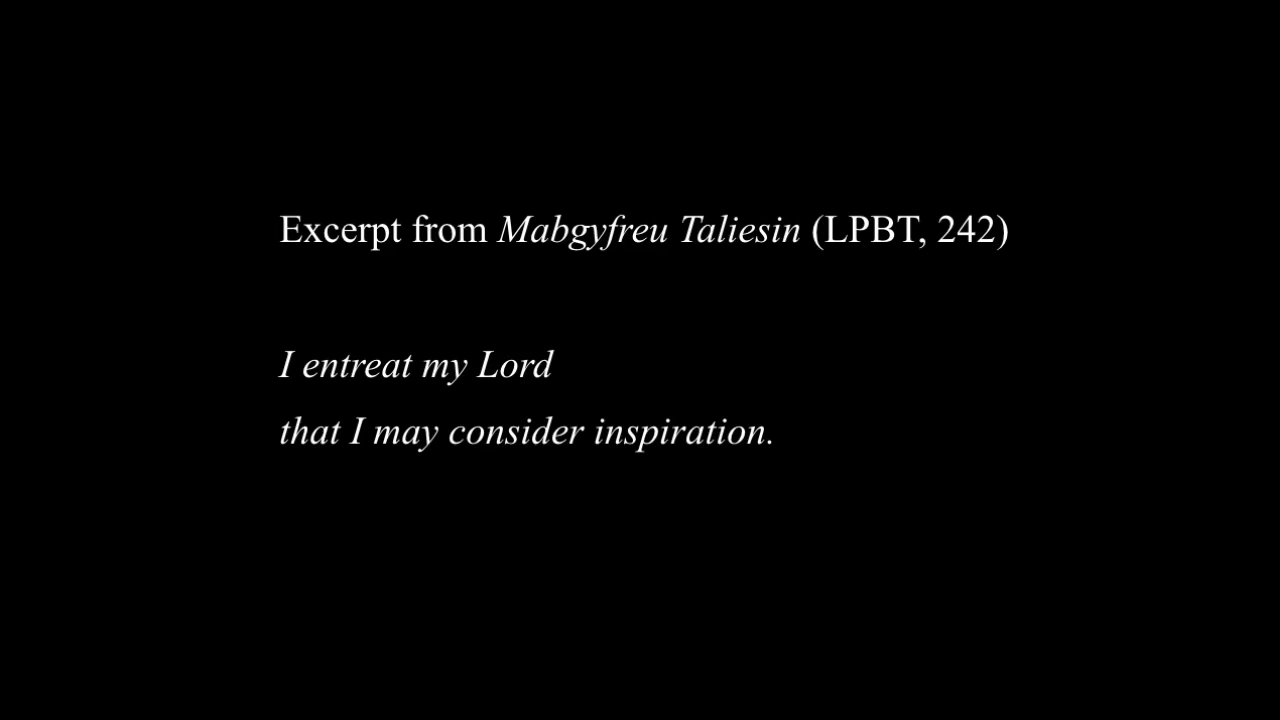 Excerpt from Mabgyfreu Taliesin (LPBT, 242)
I entreat my Lord
that I may consider inspiration.